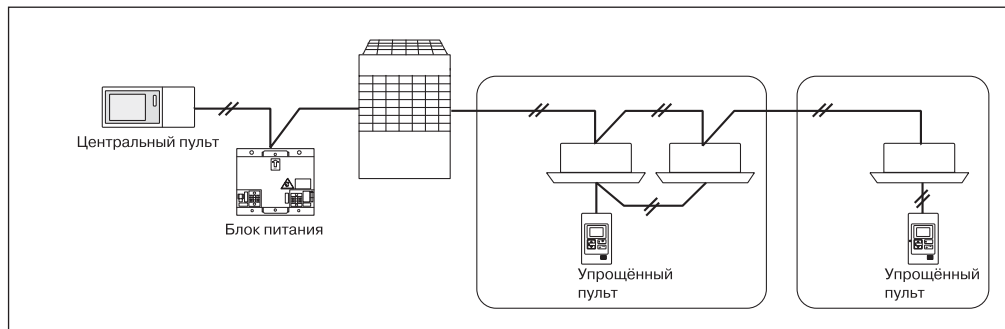 Центральный пульт
Блок питания
Упрощённый
пульт
Упрощённый
пульт